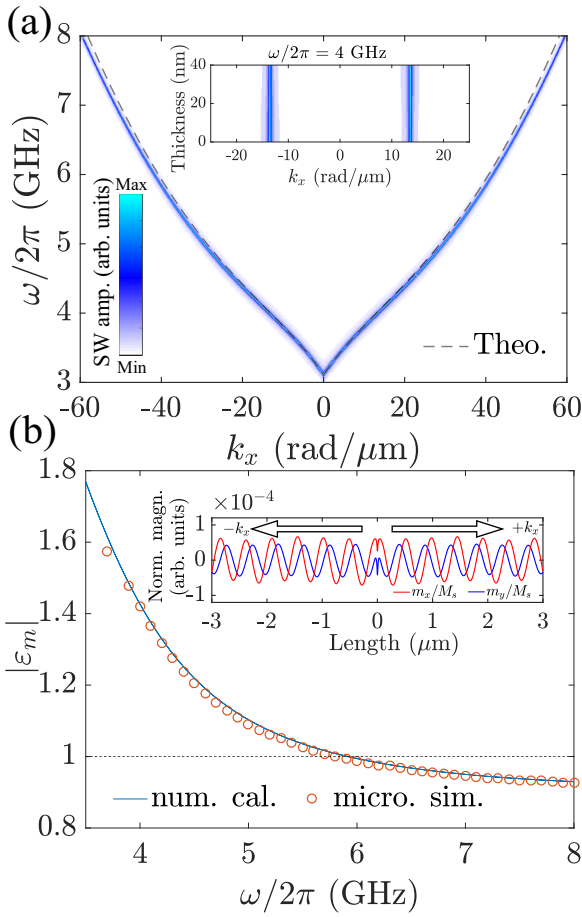 (a)
8
7
6
5
4
3
ω/2π (GHz)
ω/2π = 4 GHz
Thickness (nm)
40
20
0
-20 -10 0 10 20
k_x (rad/μm)
SW amp. (arb. units)
Max
Min
Theo.
-60 -40 -20 0 20 40 60
k_x (rad/μm)
(b)
1.8
1.6
1.4
1.2
1
0.8
|ε_m|
×10⁻⁴
Norm. magn.
(arb. units)
1
0
-1
-k_x
+k_x
m_x/M_s m_y/M_s
-3 -2 -1 0 1 2 3
Length (μm)
num. cal. micro. sim.
4 5 6 7 8
ω/2π (GHz)